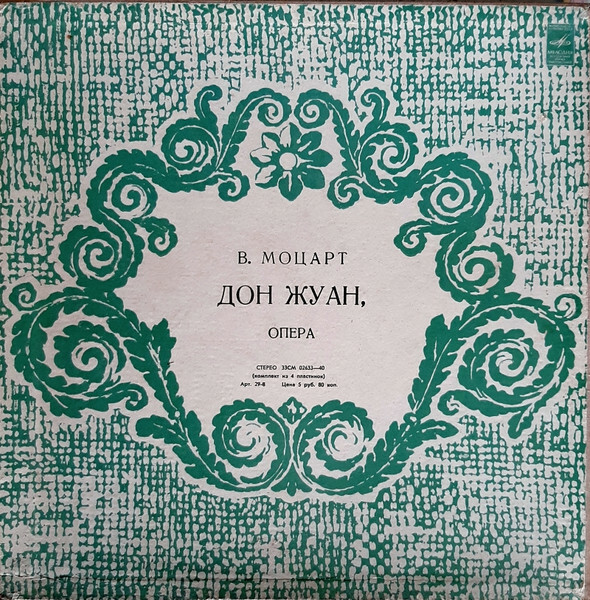 МЕЛОДИЯ
В. МОЦАРТ
ДОН ЖУАН,
ОПЕРА
СТЕРЕО 33СМ 02633—40
(комплект из 4 пластинок)
Арт. 29-8 Цена 5 руб. 80 коп.